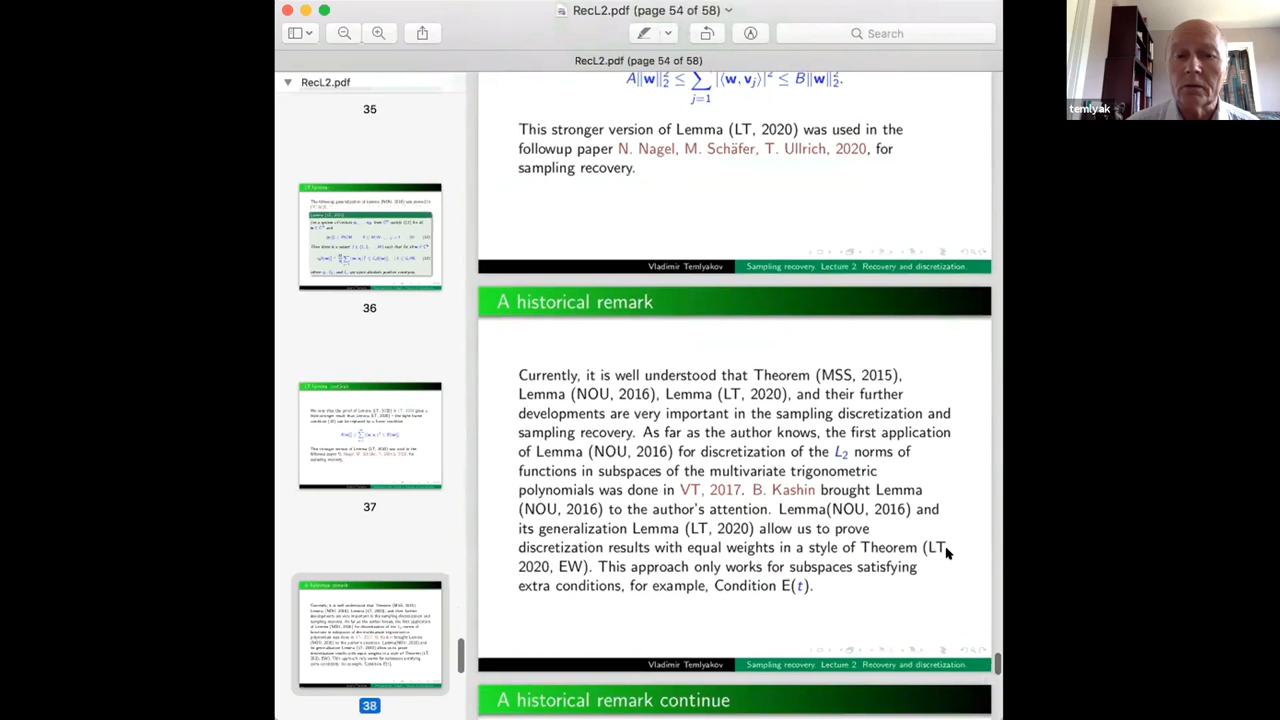 RecL2.pdf (page 54 of 58)
Search
RecL2.pdf (page 54 of 58)
RecL2.pdf
35
36
37
38
temlyak
A‖w‖₂² ≤ ∑ |⟨w, vⱼ⟩|² ≤ B‖w‖₂².
j=1
This stronger version of Lemma (LT, 2020) was used in the
followup paper N. Nagel, M. Schäfer, T. Ullrich, 2020, for
sampling recovery.
Vladimir Temlyakov Sampling recovery. Lecture 2. Recovery and discretization.
A historical remark
Currently, it is well understood that Theorem (MSS, 2015),
Lemma (NOU, 2016), Lemma (LT, 2020), and their further
developments are very important in the sampling discretization and
sampling recovery. As far as the author knows, the first application
of Lemma (NOU, 2016) for discretization of the L₂ norms of
functions in subspaces of the multivariate trigonometric
polynomials was done in VT, 2017. B. Kashin brought Lemma
(NOU, 2016) to the author's attention. Lemma(NOU, 2016) and
its generalization Lemma (LT, 2020) allow us to prove
discretization results with equal weights in a style of Theorem (LT,
2020, EW). This approach only works for subspaces satisfying
extra conditions, for example, Condition E(t).
Vladimir Temlyakov Sampling recovery. Lecture 2. Recovery and discretization.
A historical remark continue